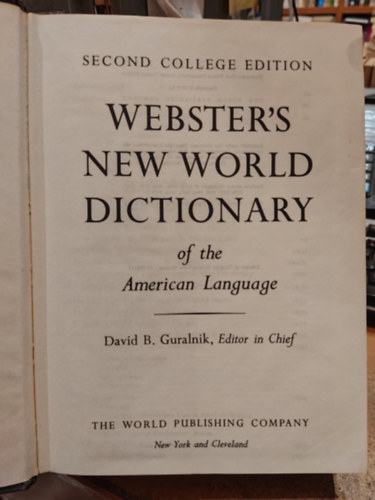 SECOND COLLEGE EDITION
WEBSTER'S
NEW WORLD
DICTIONARY
of the
American Language
David B. Guralnik, Editor in Chief
THE WORLD PUBLISHING COMPANY
New York and Cleveland